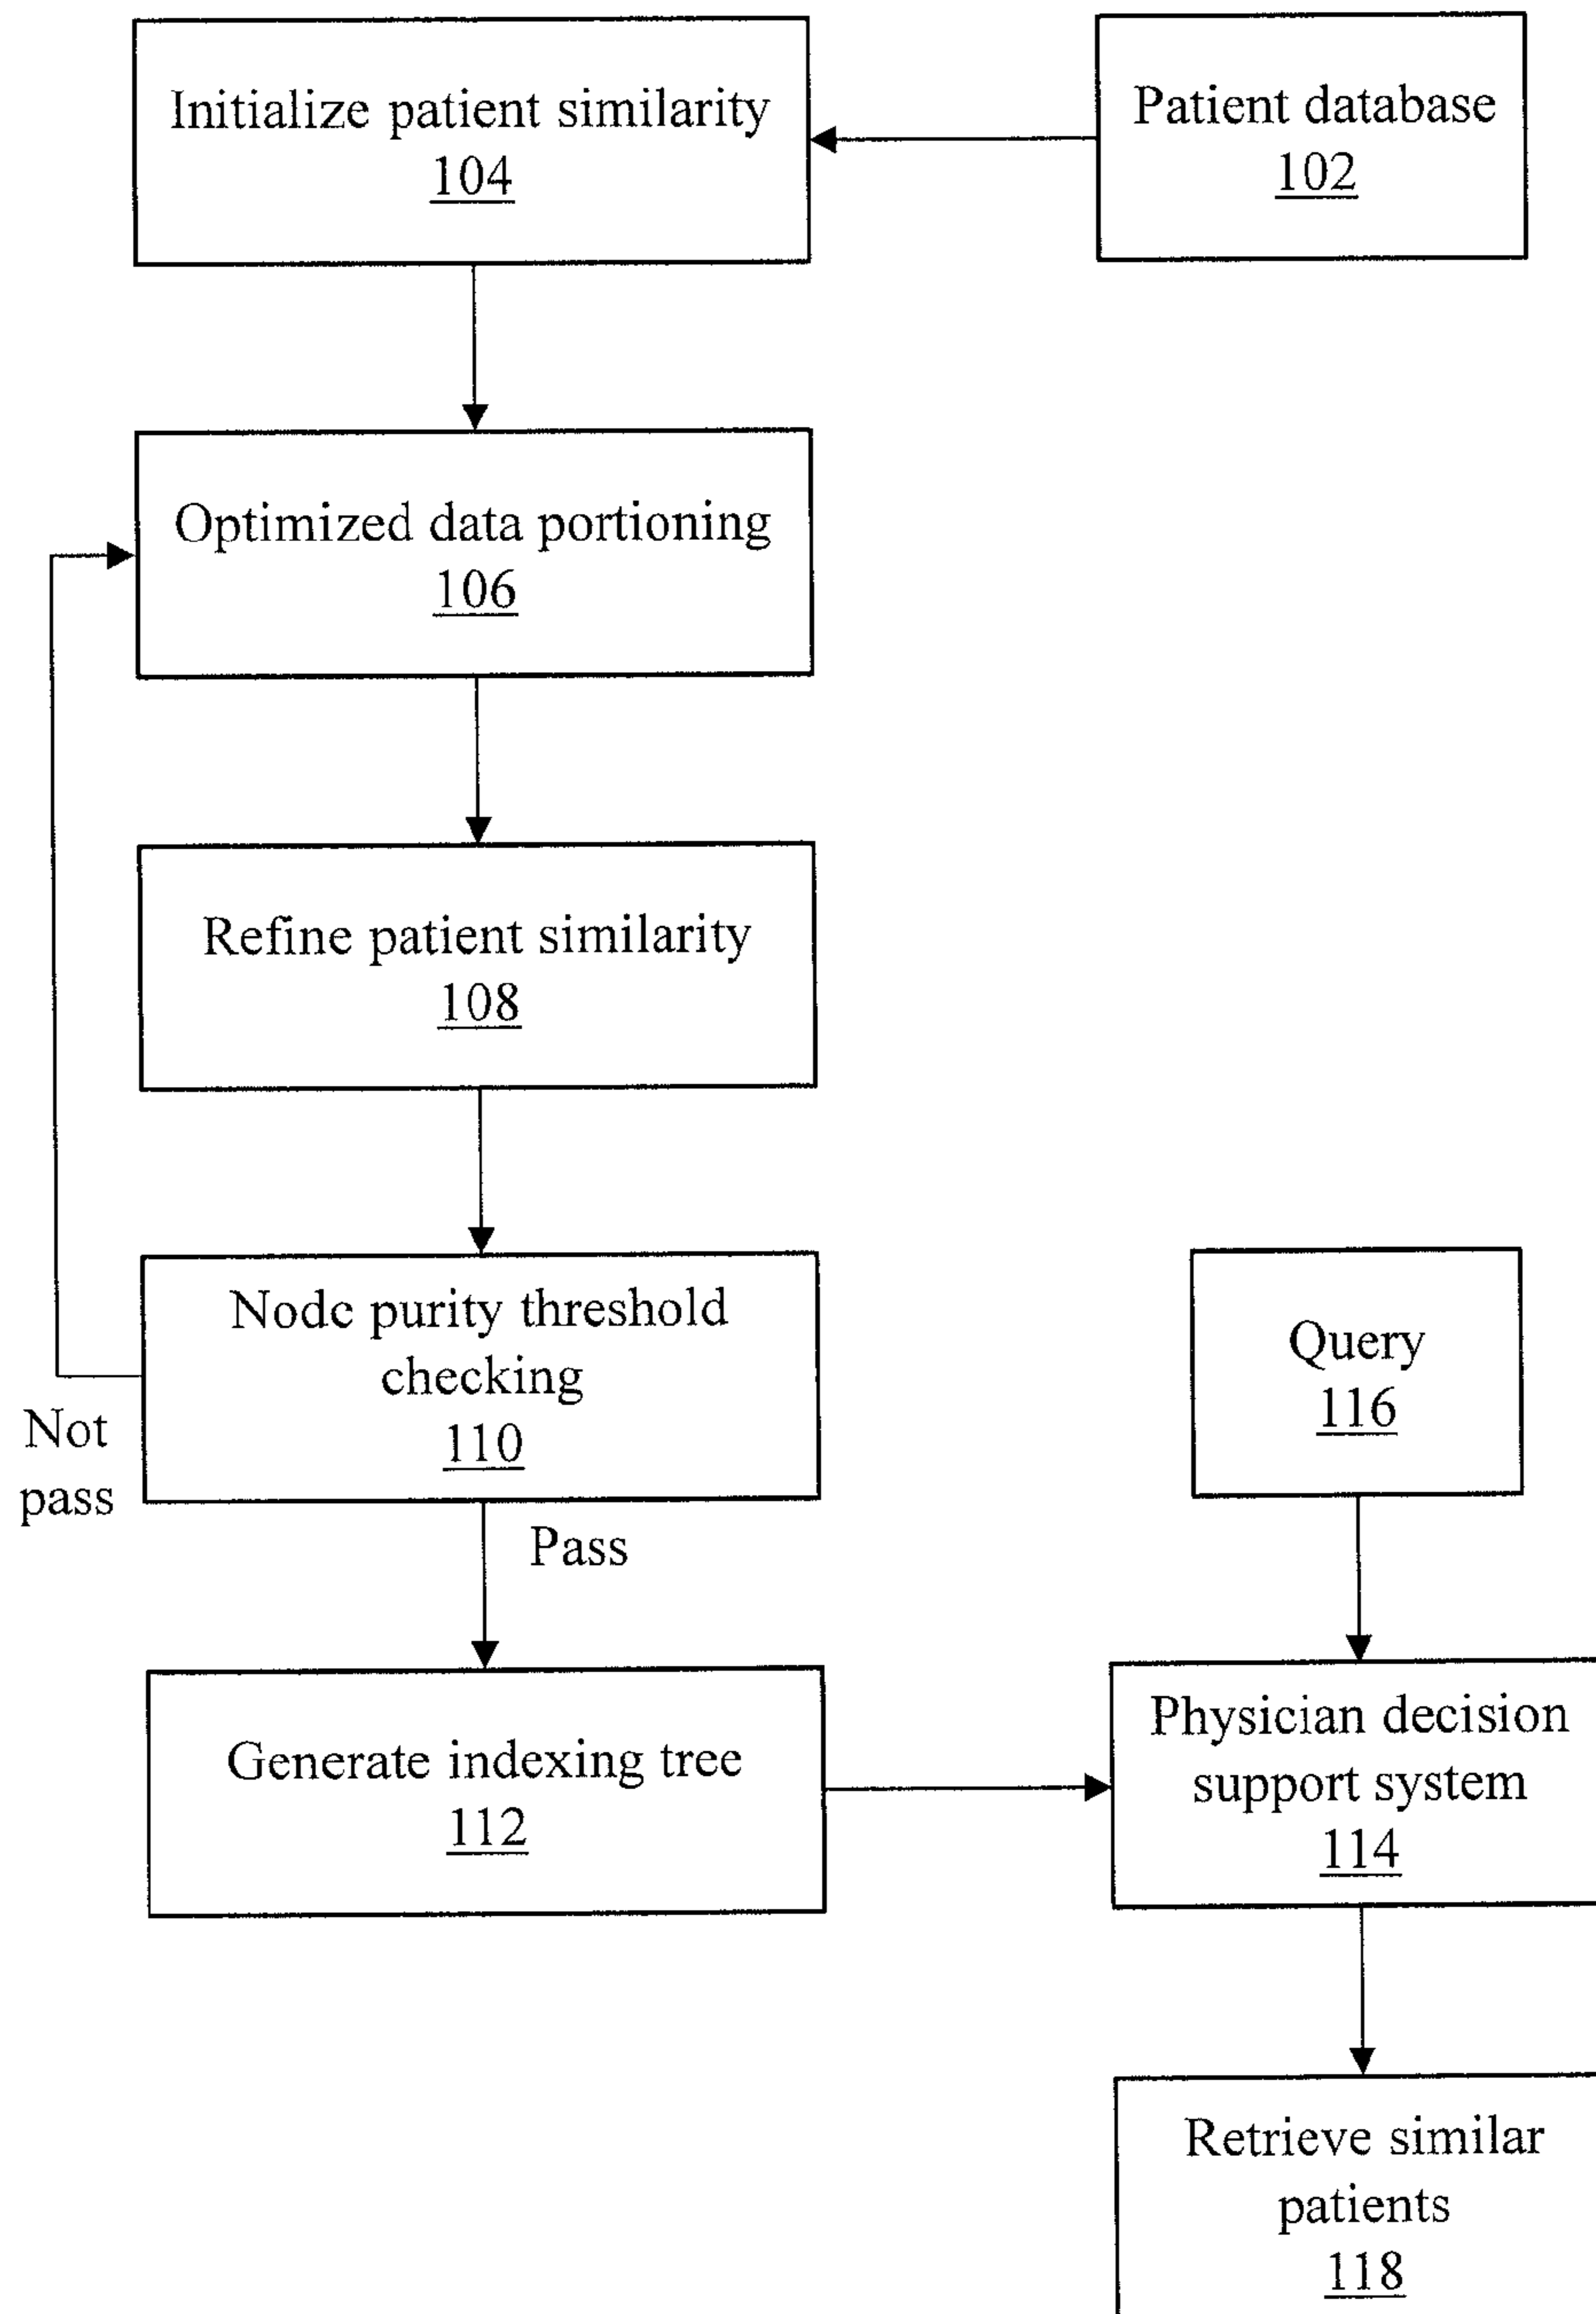 Initialize patient similarity
104
Patient database
102
Optimized data portioning
106
Refine patient similarity
108
Node purity threshold
checking
110
Not
pass
Pass
Query
116
Generate indexing tree
112
Physician decision
support system
114
Retrieve similar
patients
118